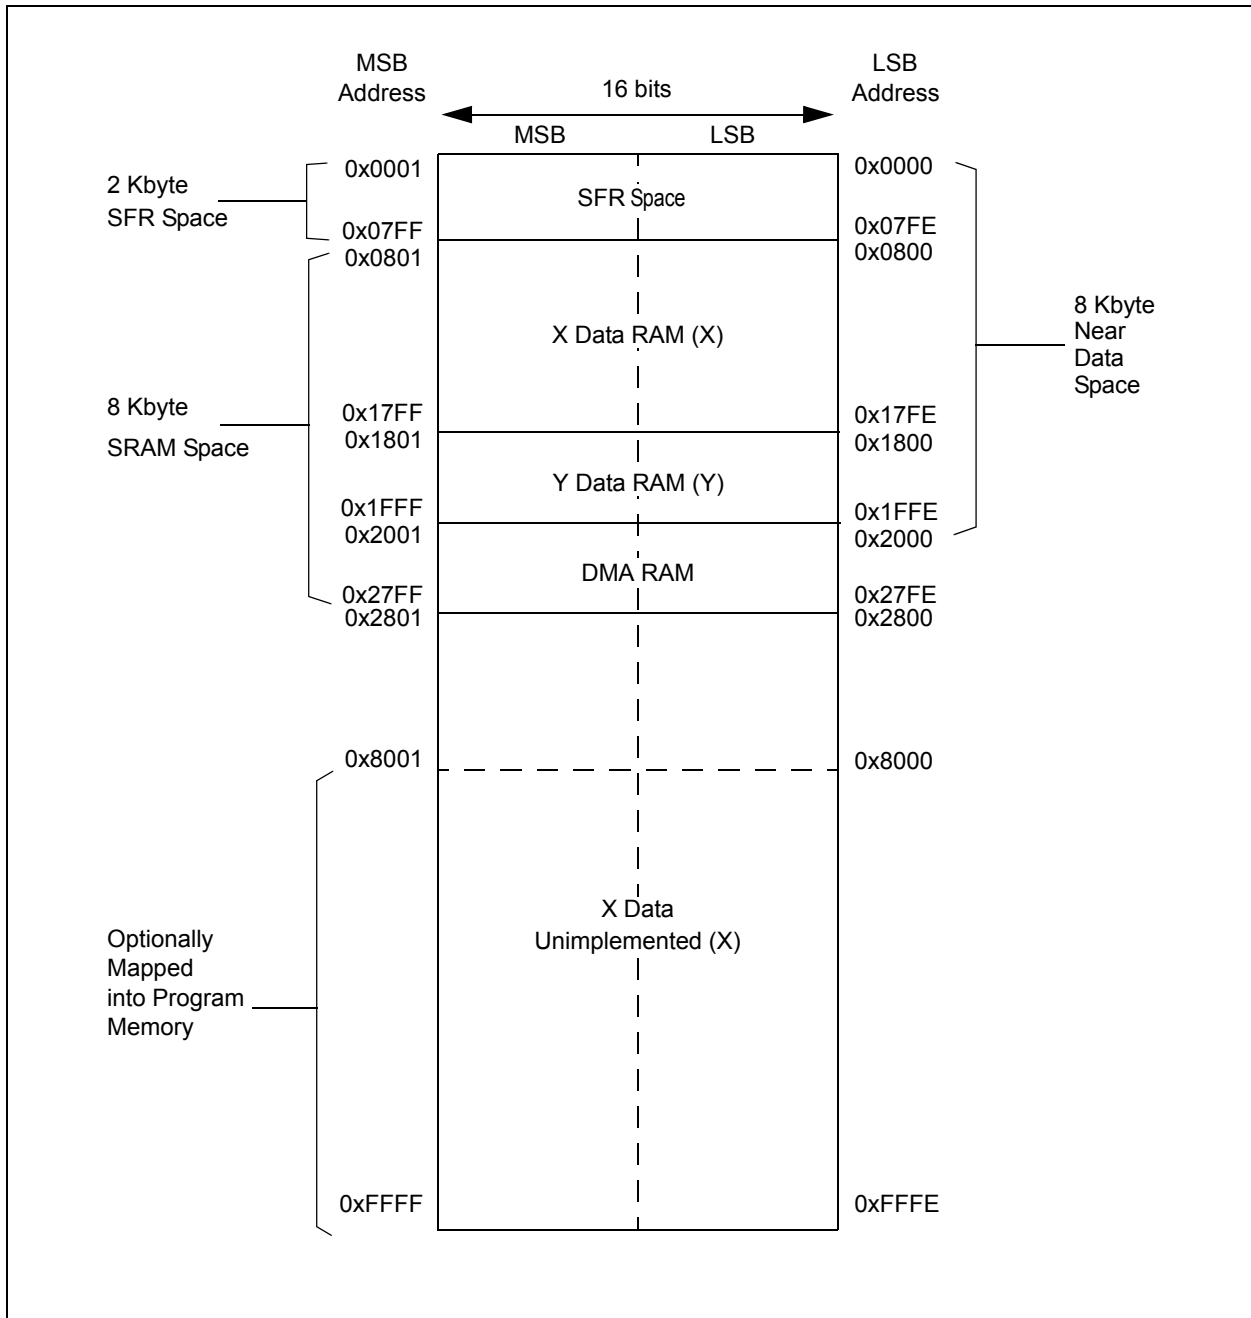 MSB
Address
LSB
Address
16 bits
MSB
LSB
0x0001
0x0000
2 Kbyte
SFR Space
SFR Space
0x07FF
0x07FE
0x0801
0x0800
X Data RAM (X)
8 Kbyte
Near
Data
Space
8 Kbyte
SRAM Space
0x17FF
0x17FE
0x1801
0x1800
Y Data RAM (Y)
0x1FFF
0x1FFE
0x2001
0x2000
DMA RAM
0x27FF
0x27FE
0x2801
0x2800
0x8001
0x8000
X Data
Unimplemented (X)
Optionally
Mapped
into Program
Memory
0xFFFF
0xFFFE